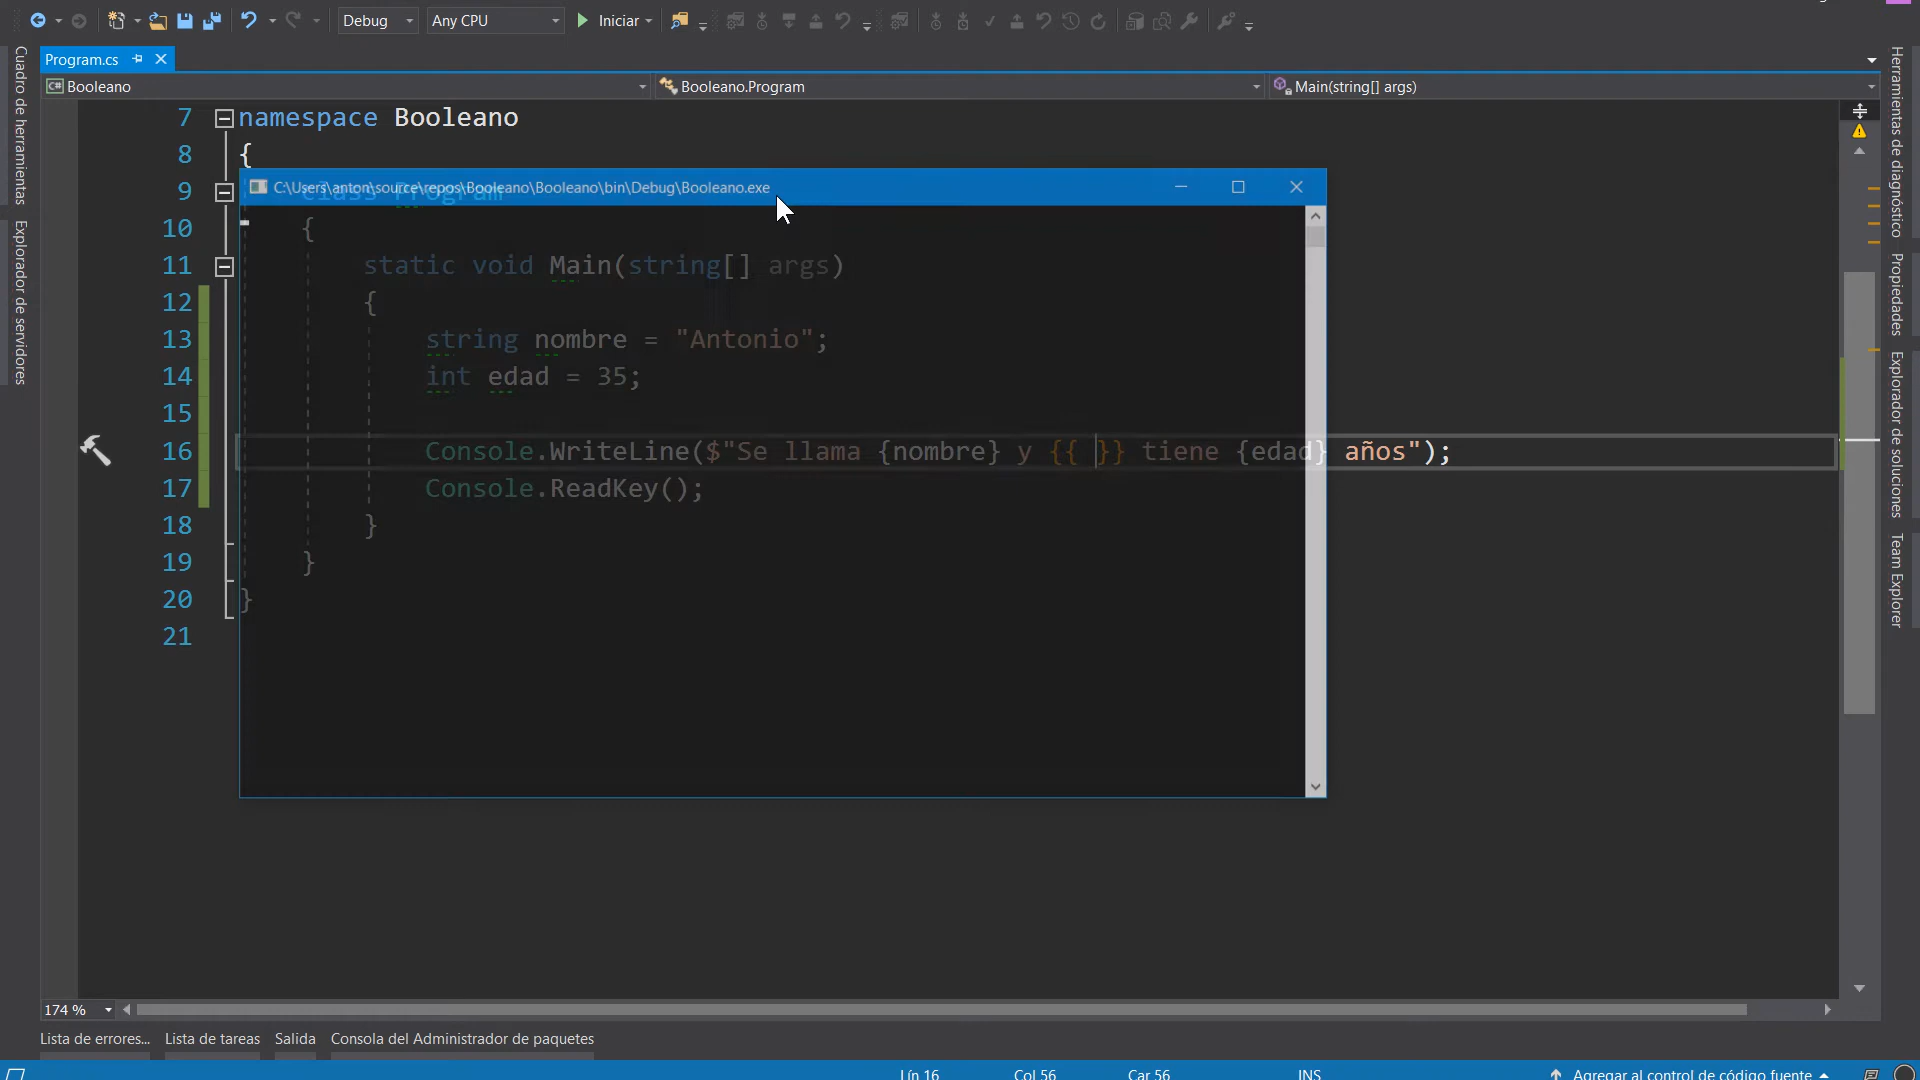 Debug Any CPU Iniciar
Program.cs
Booleano Booleano.Program Main(string[] args)
Cuadro de herramientas
Explorador de servidores
7 namespace Booleano
8 {
C:\Users\anton\source\repos\Booleano\Booleano\bin\Debug\Booleano.exe
9 class Program
10 {
11 static void Main(string[] args)
12 {
13 string nombre = "Antonio";
14 int edad = 35;
15
16 Console.WriteLine($"Se llama {nombre} y {{ }} tiene {edad} años");
17 Console.ReadKey();
18 }
19 }
20 }
21
Herramientas de diagnóstico
Propiedades
Explorador de soluciones
Team Explorer
174 %
Lista de errores... Lista de tareas Salida Consola del Administrador de paquetes
Lín 16 Col 56 Car 56 INS Agregar al control de código fuente